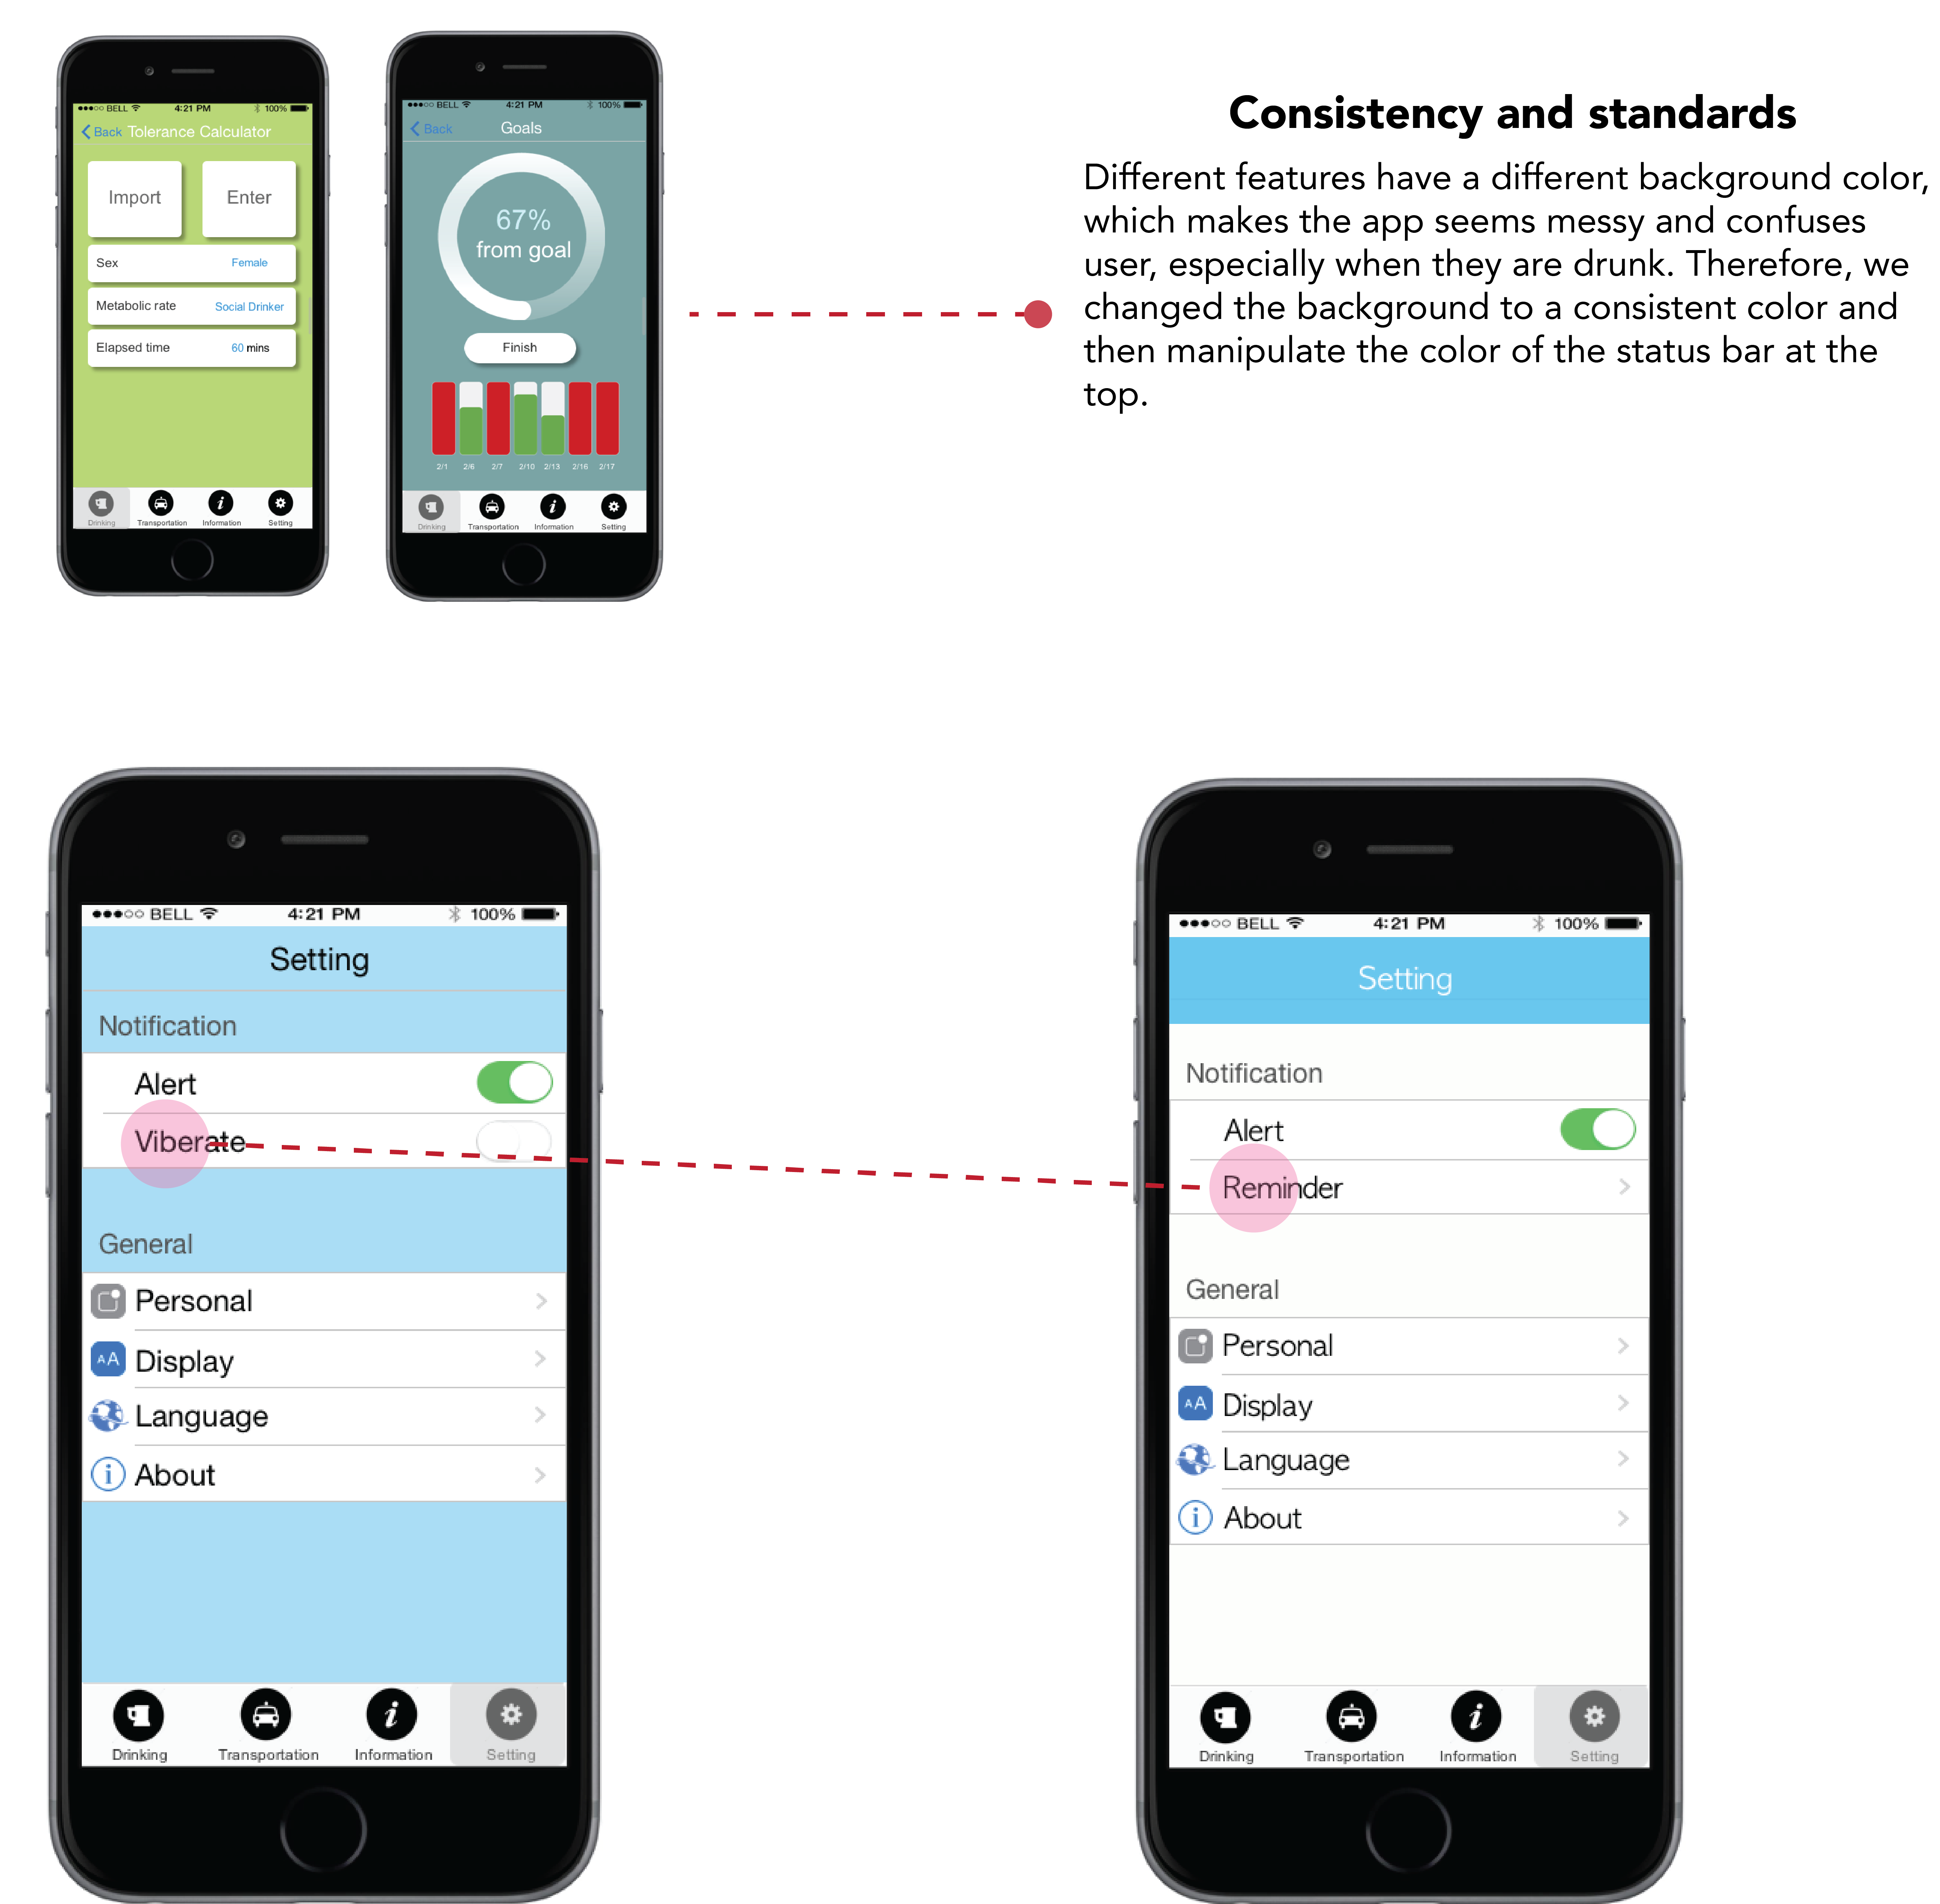 BELL 4:21 PM 100%
Back Tolerance Calculator
Import Enter
Sex Female
Metabolic rate Social Drinker
Elapsed time 60 mins
Drinking Transportation Information Setting
BELL 4:21 PM 100%
Back Goals
67%
from goal
Finish
2/1 2/6 2/7 2/10 2/13 2/16 2/17
Drinking Transportation Information Setting
Consistency and standards
Different features have a different background color,
which makes the app seems messy and confuses
user, especially when they are drunk. Therefore, we
changed the background to a consistent color and
then manipulate the color of the status bar at the
top.
BELL 4:21 PM 100%
Setting
Notification
Alert
Viberate
General
Personal
AA Display
Language
i About
Drinking Transportation Information Setting
BELL 4:21 PM 100%
Setting
Notification
Alert
Reminder
General
Personal
AA Display
Language
i About
Drinking Transportation Information Setting